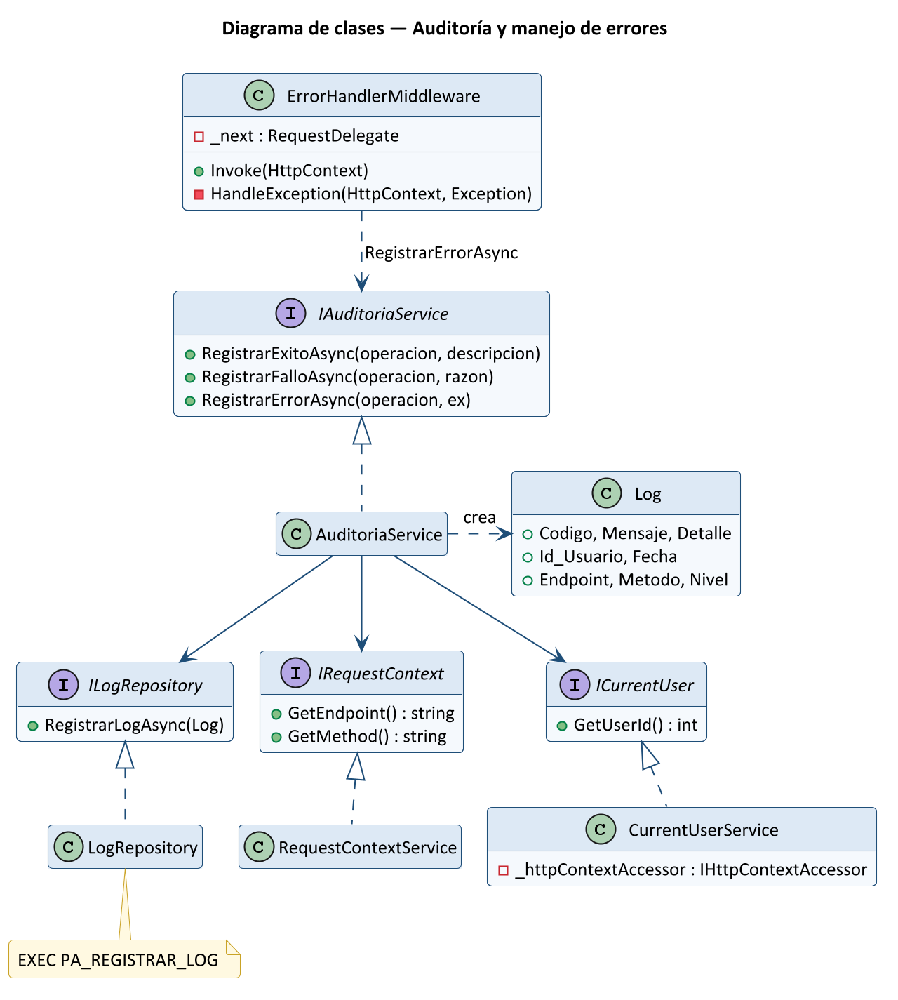 Diagrama de clases — Auditoría y manejo de errores
C ErrorHandlerMiddleware
_next : RequestDelegate
Invoke(HttpContext)
HandleException(HttpContext, Exception)
RegistrarErrorAsync
I IAuditoriaService
RegistrarExitoAsync(operacion, descripcion)
RegistrarFalloAsync(operacion, razon)
RegistrarErrorAsync(operacion, ex)
C AuditoriaService
crea
C Log
Codigo, Mensaje, Detalle
Id_Usuario, Fecha
Endpoint, Metodo, Nivel
I ILogRepository
RegistrarLogAsync(Log)
I IRequestContext
GetEndpoint() : string
GetMethod() : string
I ICurrentUser
GetUserId() : int
C LogRepository
C RequestContextService
C CurrentUserService
_httpContextAccessor : IHttpContextAccessor
EXEC PA_REGISTRAR_LOG